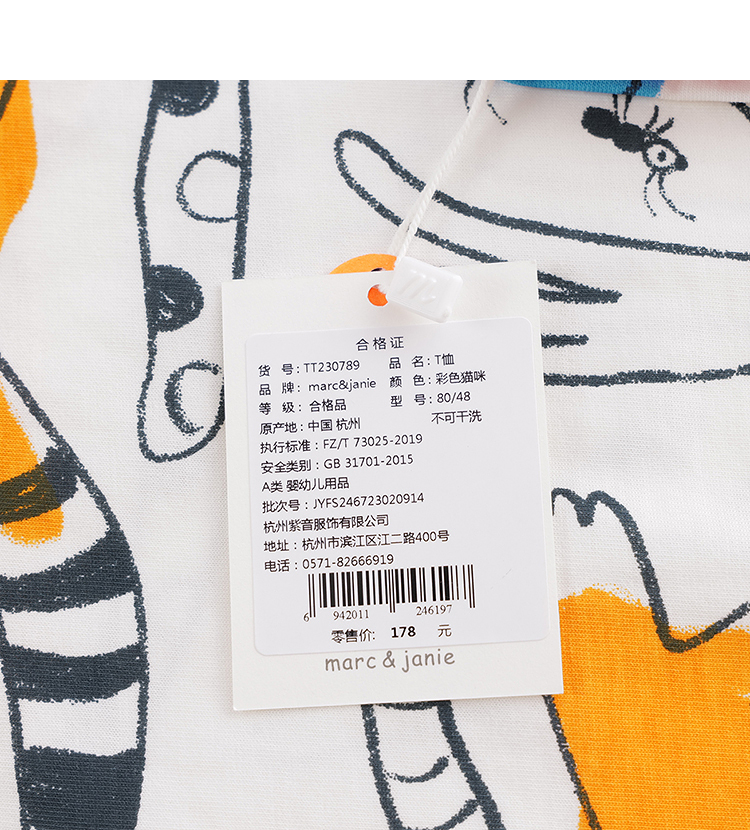 合格证
货 号: TT230789 品 名: T恤
品 牌: marc&janie 颜 色: 彩色猫咪
等 级: 合格品 型 号: 80/48
原产地: 中国 杭州 不可干洗
执行标准: FZ/T 73025-2019
安全类别: GB 31701-2015
A类 婴幼儿用品
批次号: JYFS246723020914
杭州紫音服饰有限公司
地址: 杭州市滨江区江二路400号
电话: 0571-82666919
6 942011 246197
零售价: 178 元
marc & janie